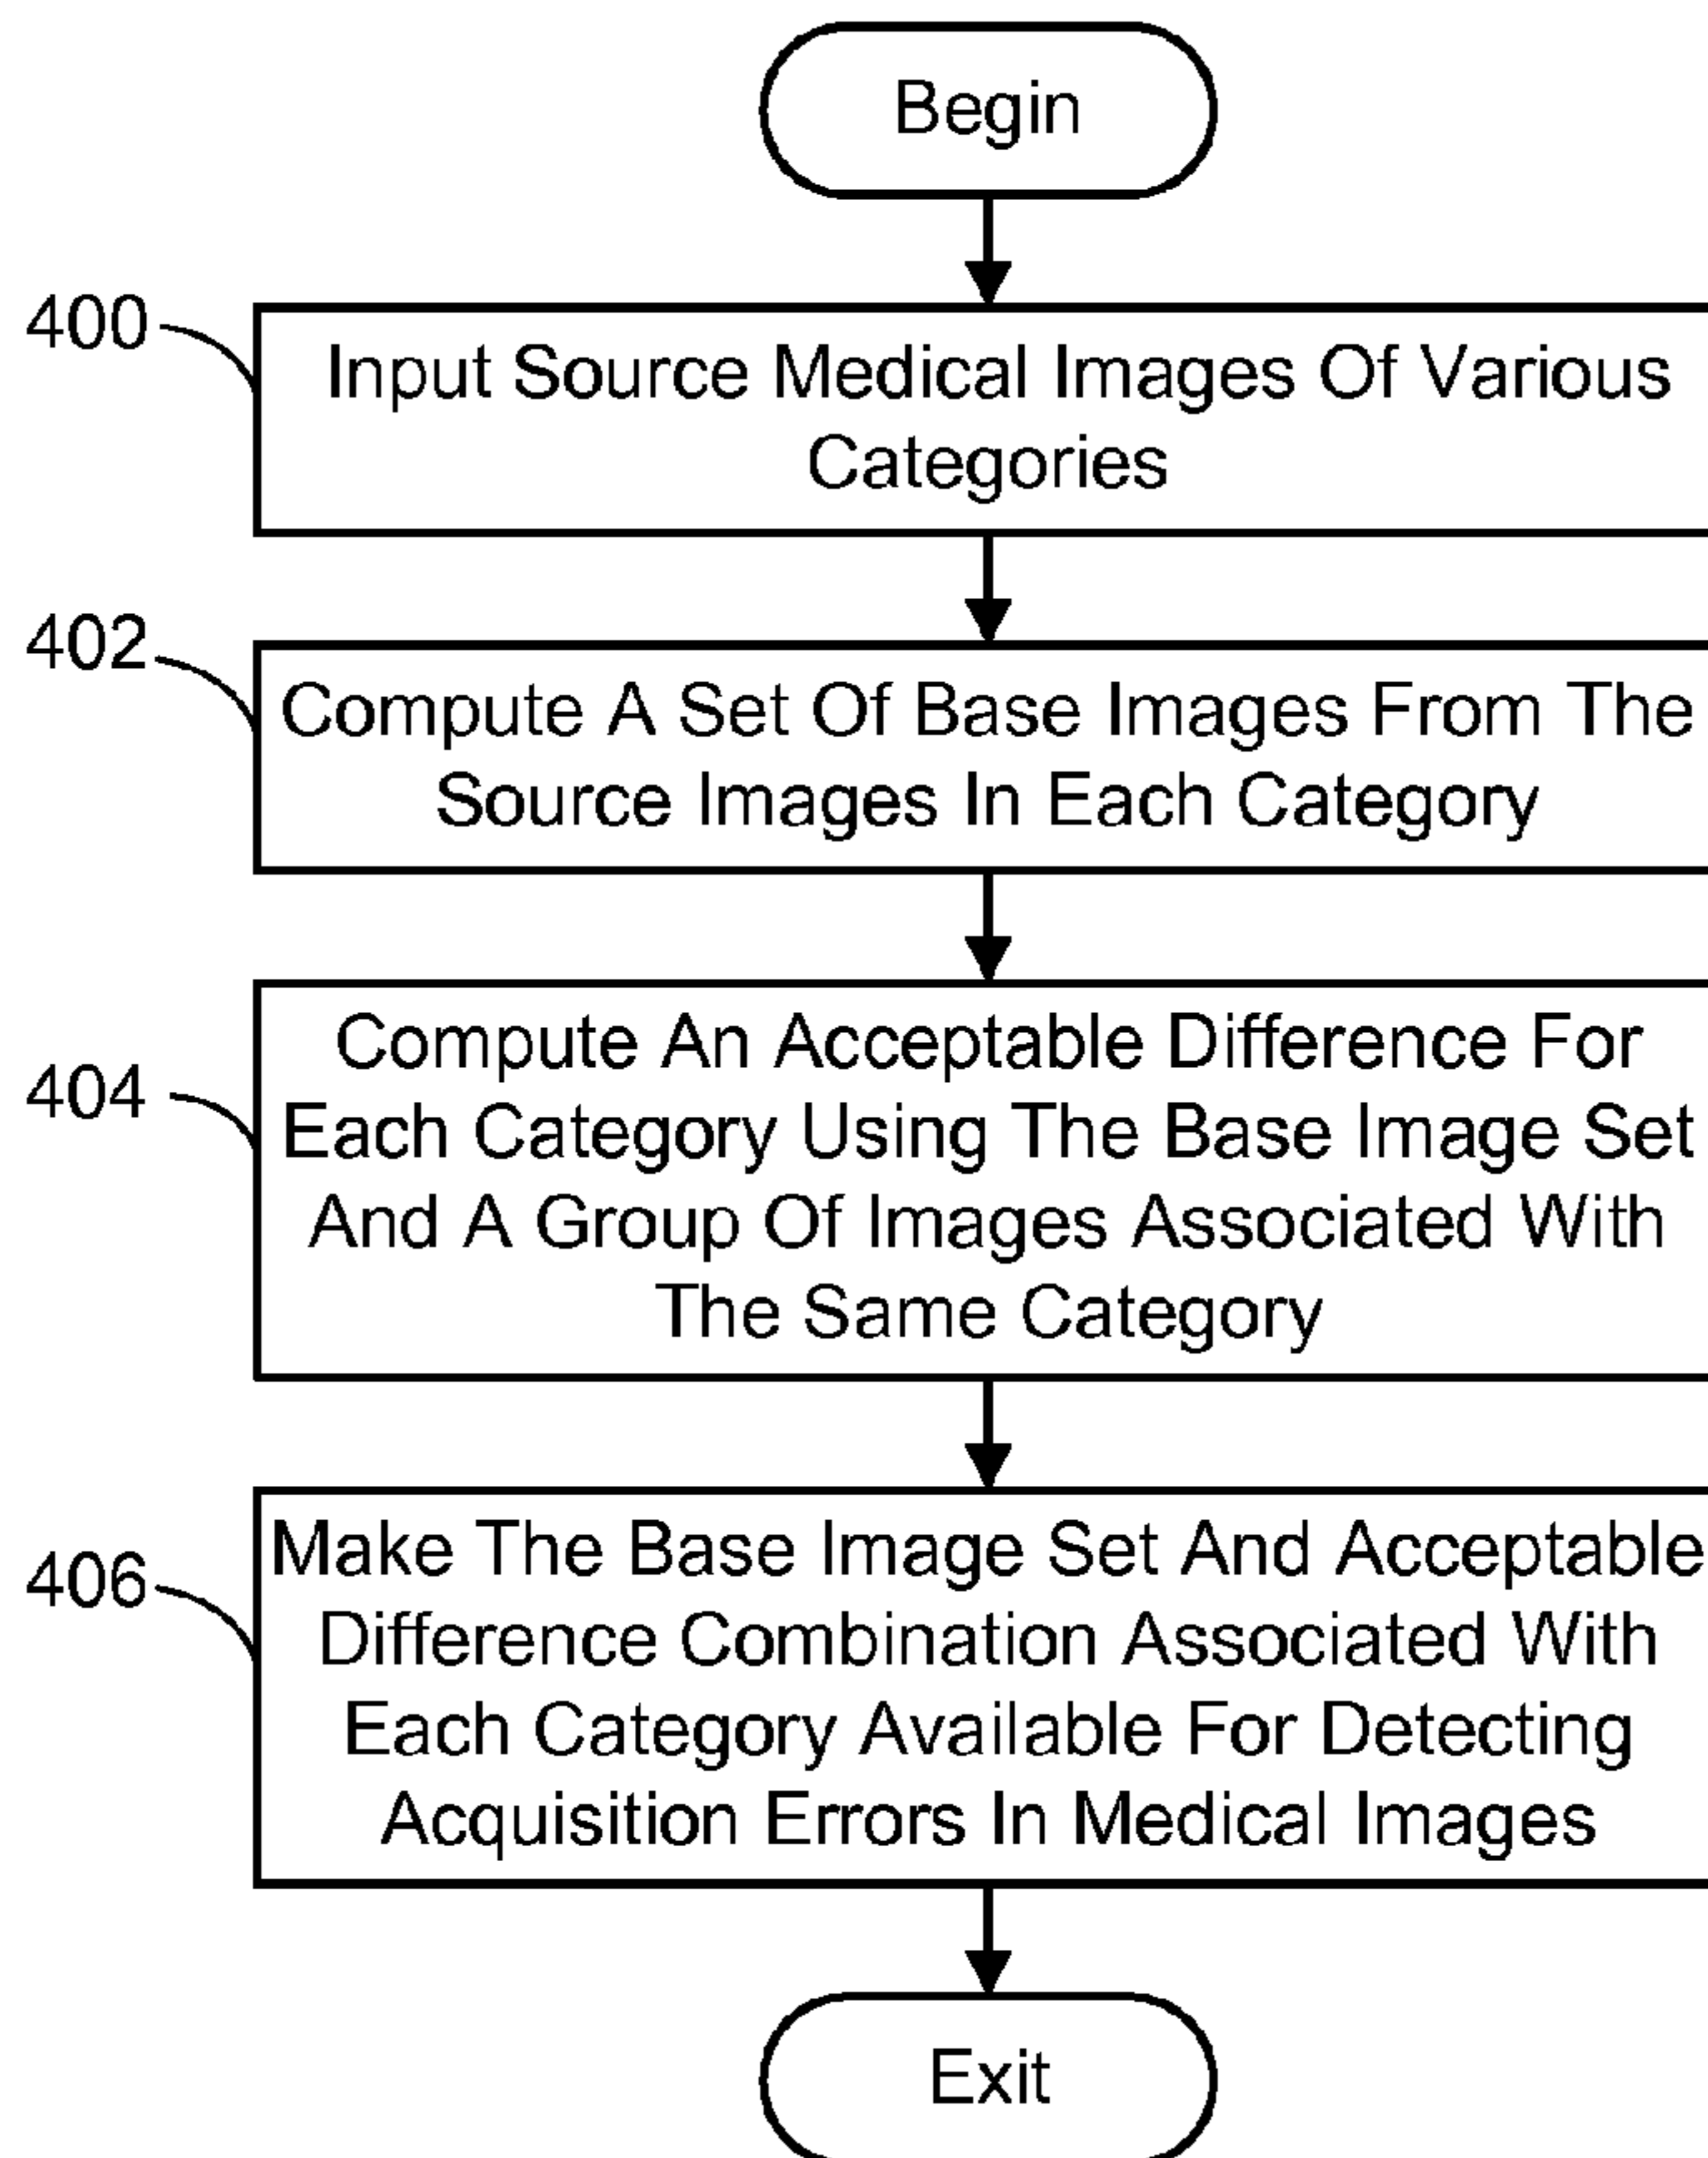 Begin
400
Input Source Medical Images Of Various
Categories
402
Compute A Set Of Base Images From The
Source Images In Each Category
404
Compute An Acceptable Difference For
Each Category Using The Base Image Set
And A Group Of Images Associated With
The Same Category
406
Make The Base Image Set And Acceptable
Difference Combination Associated With
Each Category Available For Detecting
Acquisition Errors In Medical Images
Exit